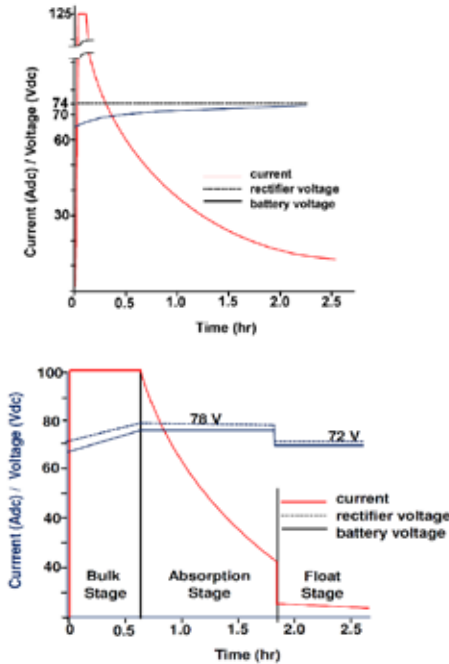 125
74
70
60
30
Current (Adc) / Voltage (Vdc)
current
rectifier voltage
battery voltage
0 0.5 1.0 1.5 2.0 2.5
Time (hr)
100
80
60
40
40
Currrent (Adc) / Voltage (Vdc)
78 V
72 V
current
rectifier voltage
battery voltage
Bulk Absorption Float
Stage Stage Stage
0 0.5 1.0 1.5 2.0 2.5
Time (hr)